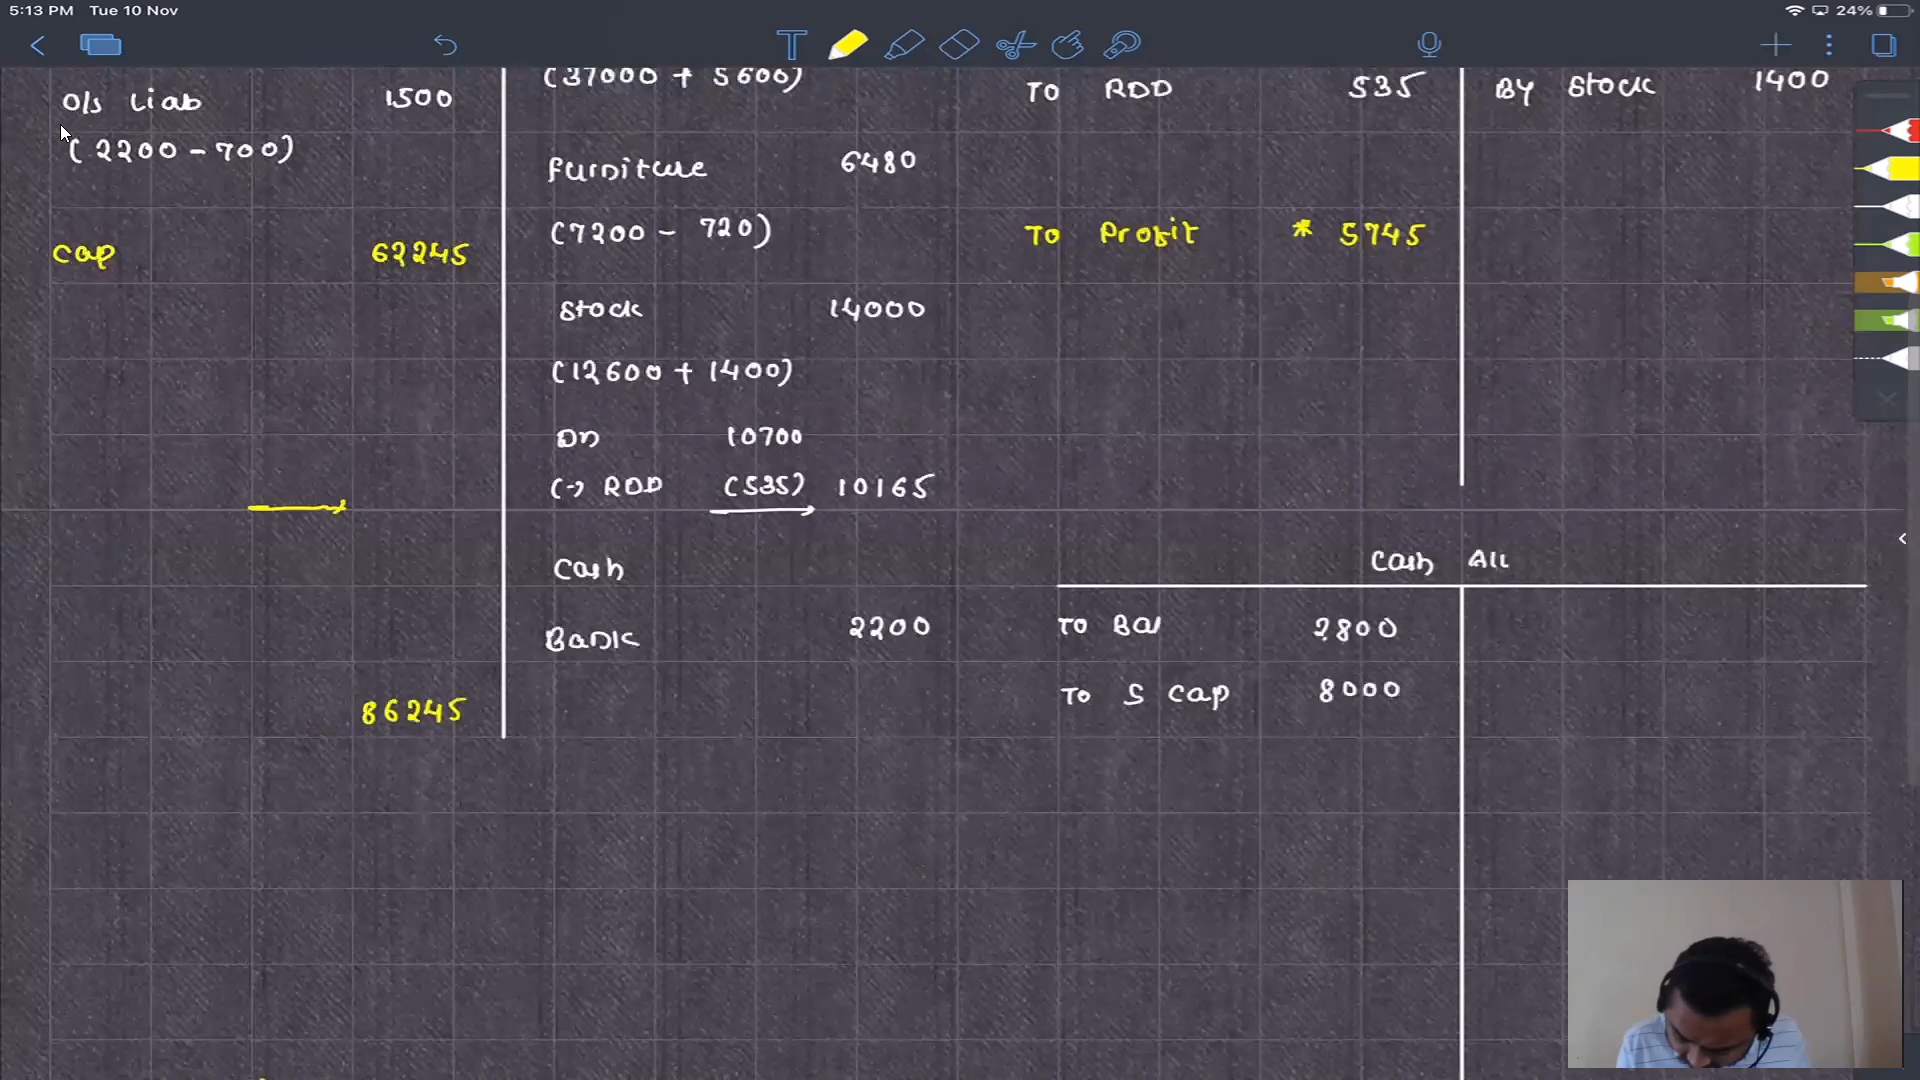 5:13 PM Tue 10 Nov
24%
T
O/s Liab 1500
(2200 - 700)
Cap 62245
86245
(37000 + 5600)
Furniture 6480
(7200 - 720)
Stock 14000
(12600 + 1400)
Drs 10700
(-) RDD (535) 10165
Cash
Bank 2200
To RDD 535
By Stock 1400
To Profit * 5745
Cash A/c
To Bal 2800
To S cap 8000